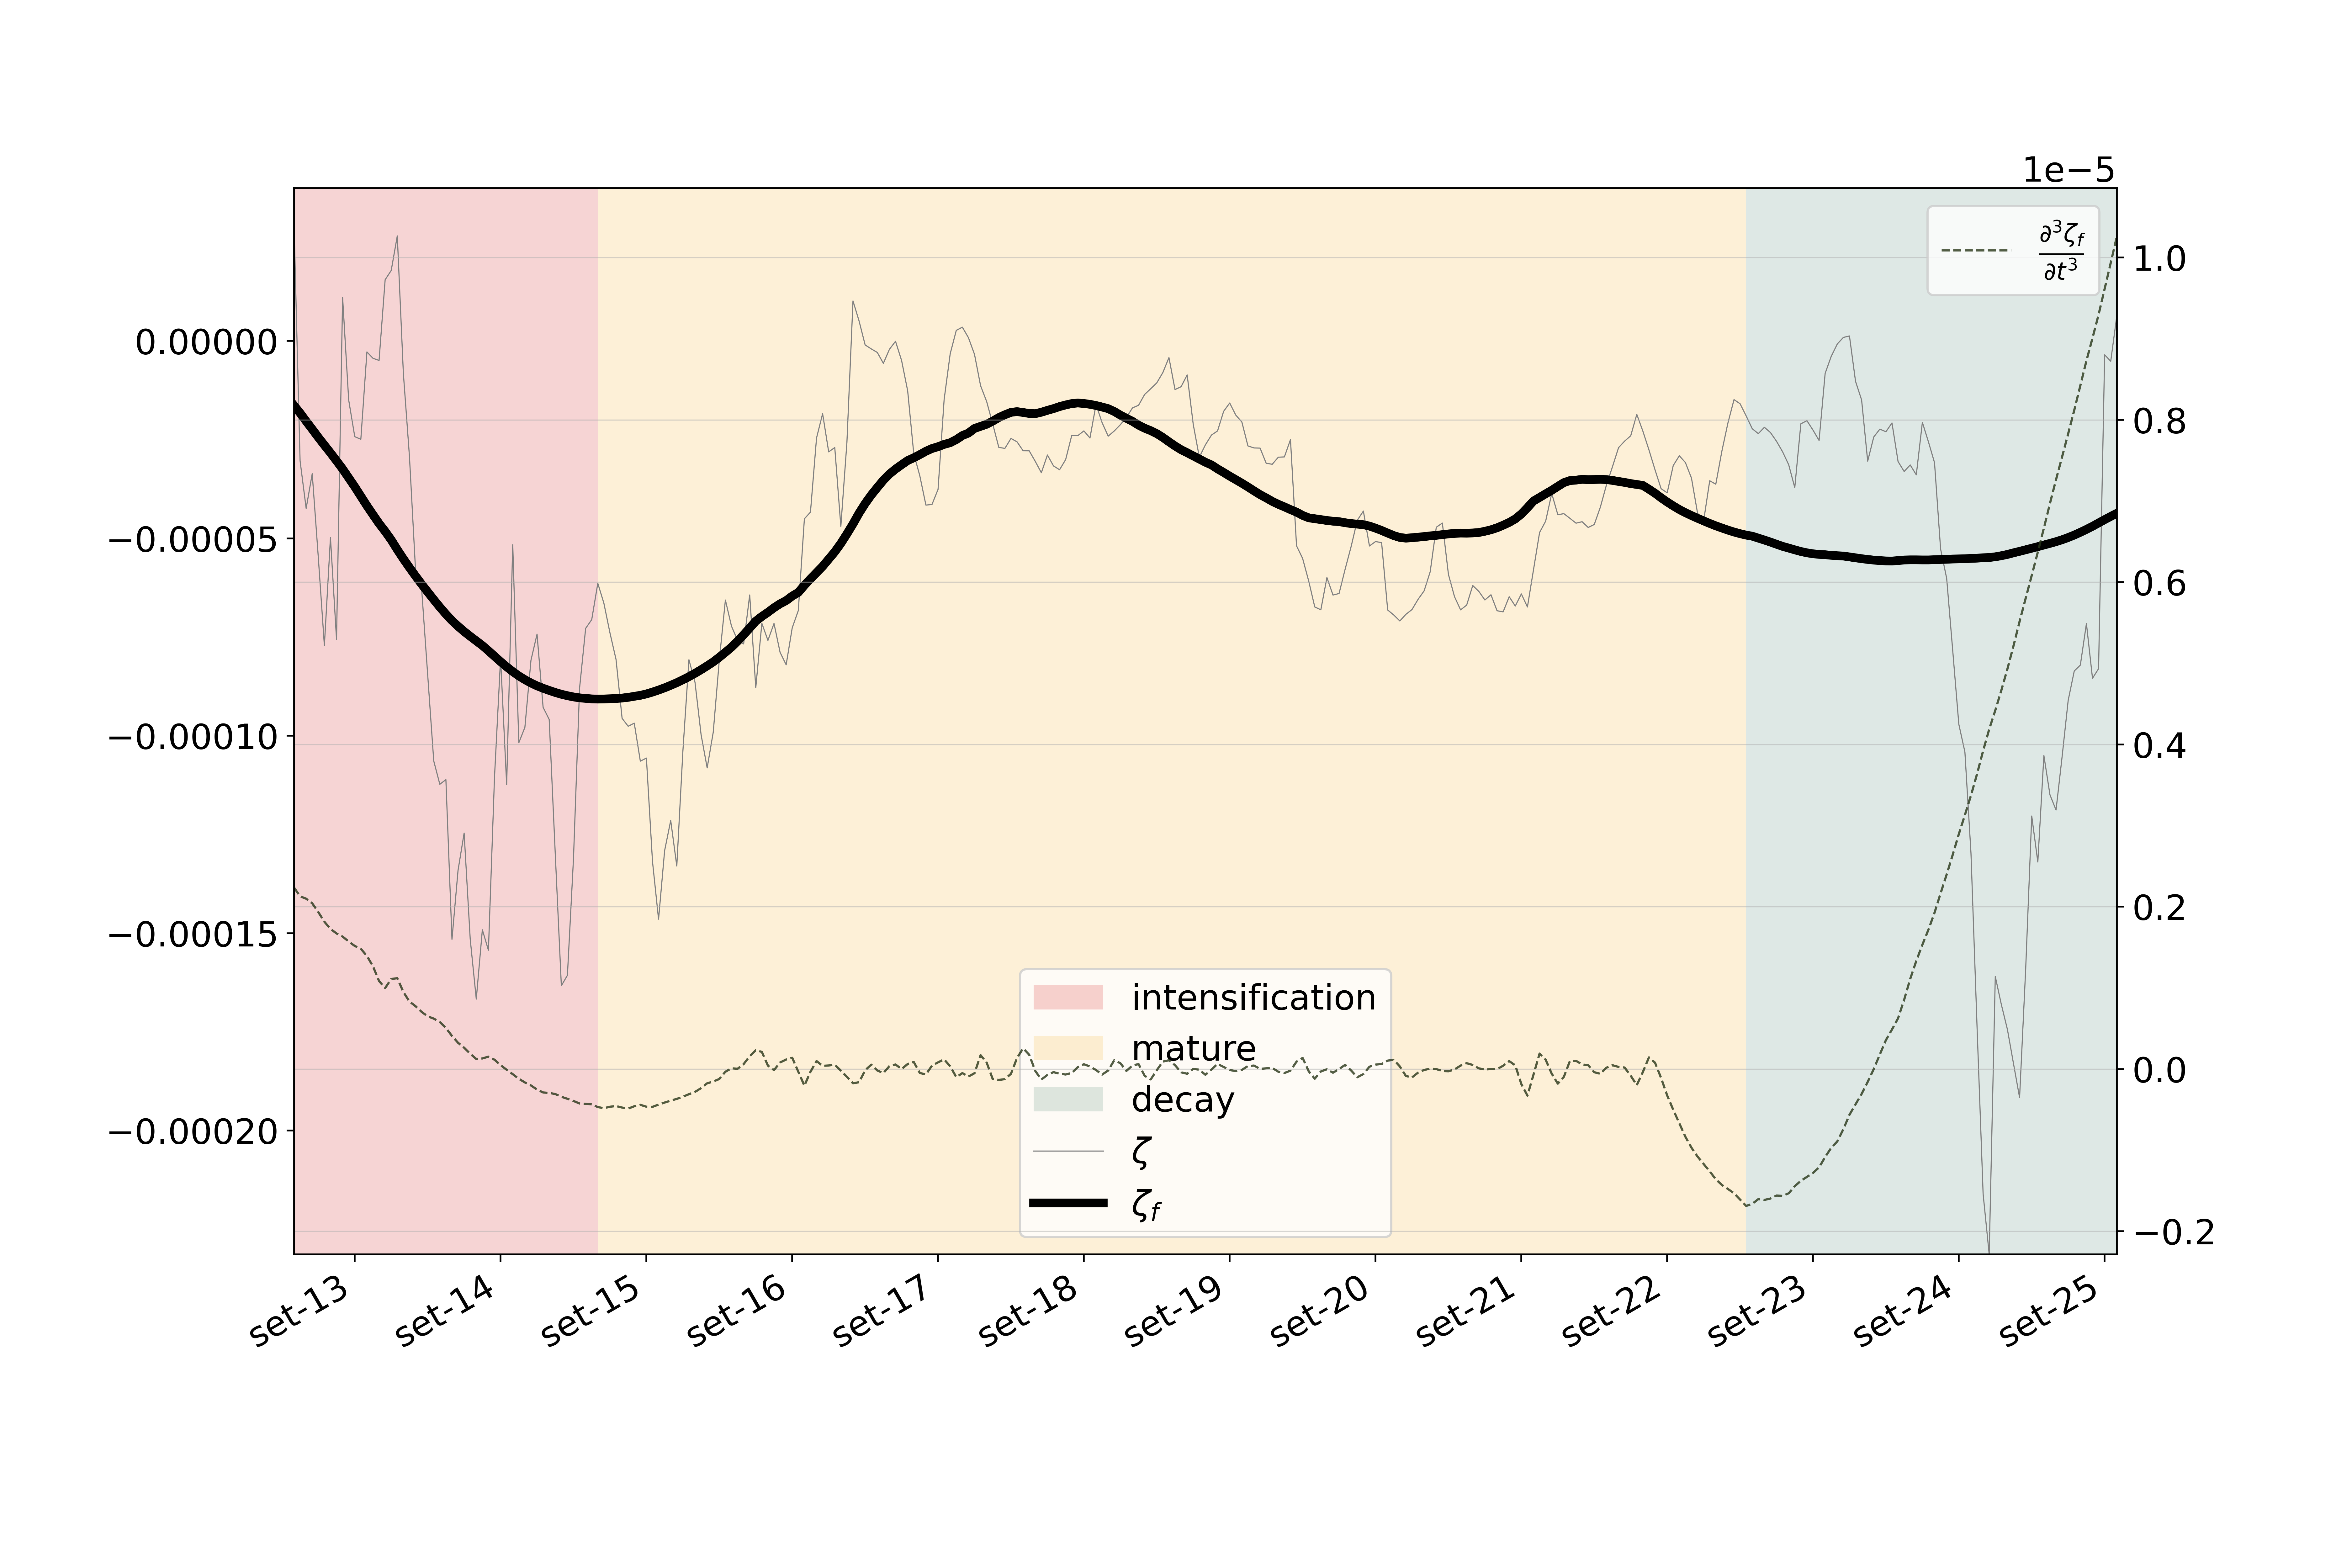 1e−5
∂³ζ_f
∂t³
0.00000
−0.00005
−0.00010
−0.00015
−0.00020
1.0
0.8
0.6
0.4
0.2
0.0
−0.2
intensification
mature
decay
ζ
ζ_f
set-13
set-14
set-15
set-16
set-17
set-18
set-19
set-20
set-21
set-22
set-23
set-24
set-25